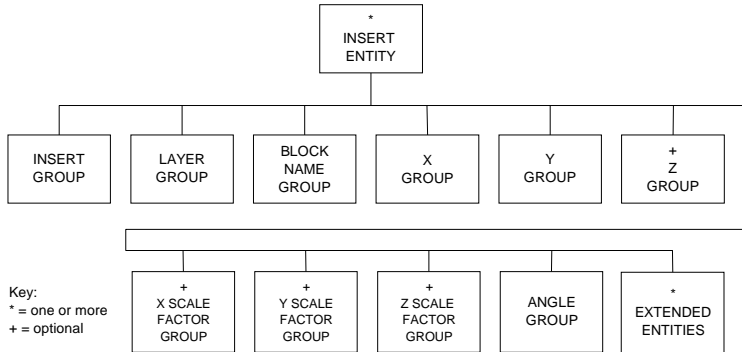 *
INSERT
ENTITY
INSERT
GROUP
LAYER
GROUP
BLOCK
NAME
GROUP
X
GROUP
Y
GROUP
+
Z
GROUP
Key:
* = one or more
+ = optional
+
X SCALE
FACTOR
GROUP
+
Y SCALE
FACTOR
GROUP
+
Z SCALE
FACTOR
GROUP
ANGLE
GROUP
*
EXTENDED
ENTITIES